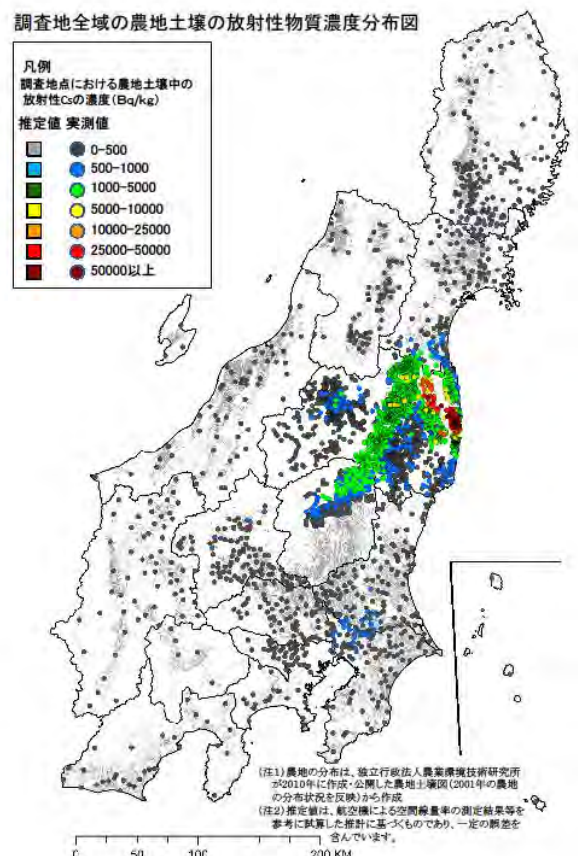 調査地全域の農地土壌の放射性物質濃度分布図
凡例
調査地点における農地土壌中の
放射性Csの濃度(Bq/kg)
推定値 実測値
0-500
500-1000
1000-5000
5000-10000
10000-25000
25000-50000
50000以上
(注1)農地の分布は、独立行政法人農業環境技術研究所
が2010年に作成・公開した農地土壌図(2001年の農地
の分布状況を反映)から作成
(注2)推定値は、航空機による空間線量率の測定結果等を
参考に試算した推計に基づくものであり、一定の誤差を
含んでいます。
0 50 100 200 KM